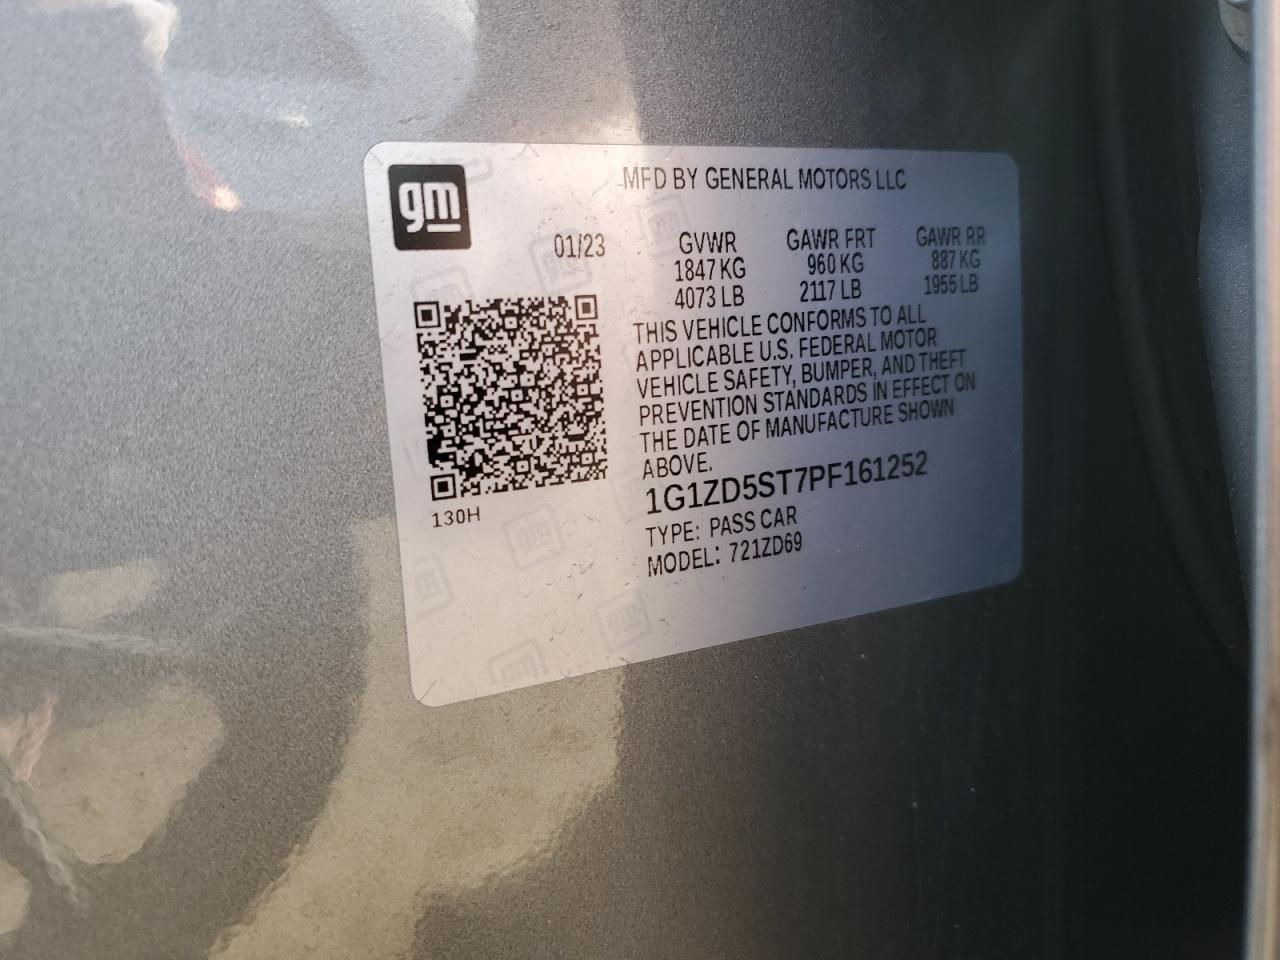 gm
MFD BY GENERAL MOTORS LLC
01/23
GVWR GAWR FRT GAWR RR
1847 KG 960 KG 887 KG
4073 LB 2117 LB 1955 LB
THIS VEHICLE CONFORMS TO ALL
APPLICABLE U.S. FEDERAL MOTOR
VEHICLE SAFETY, BUMPER, AND THEFT
PREVENTION STANDARDS IN EFFECT ON
THE DATE OF MANUFACTURE SHOWN
ABOVE.
1G1ZD5ST7PF161252
130H
TYPE: PASS CAR
MODEL: 721ZD69